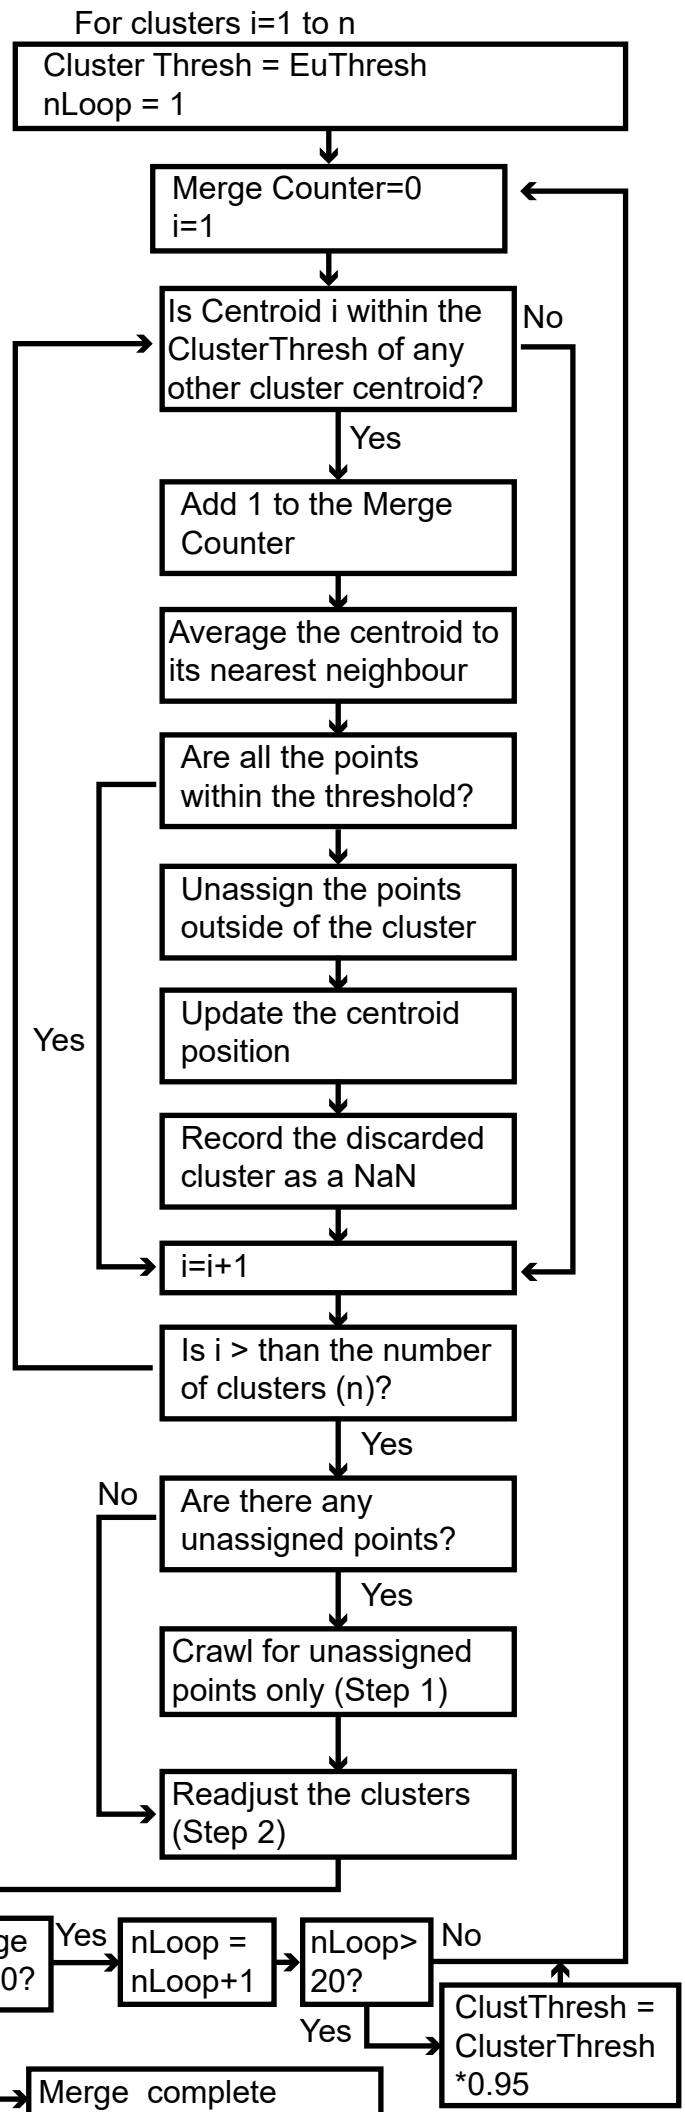 For clusters i=1 to n
Cluster Thresh = EuThresh
nLoop = 1
Merge Counter=0
i=1
Is Centroid i within the
ClusterThresh of any
other cluster centroid?
No
Yes
Add 1 to the Merge
Counter
Average the centroid to
its nearest neighbour
Are all the points
within the threshold?
Unassign the points
outside of the cluster
Update the centroid
position
Yes
Record the discarded
cluster as a NaN
i=i+1
Is i > than the number
of clusters (n)?
Yes
No
Are there any
unassigned points?
Yes
Crawl for unassigned
points only (Step 1)
Readjust the clusters
(Step 2)
ge
0?
Yes
nLoop =
nLoop+1
nLoop>
20?
No
Yes
ClustThresh =
ClusterThresh
*0.95
Merge complete